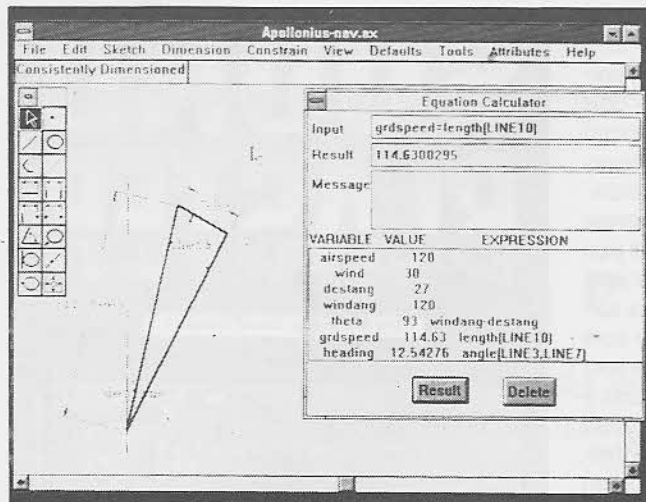 Apollonius-nav.ax
File Edit Sketch Dimension Constrain View Defaults Tools Attributes Help
Consistently Dimensioned
Equation Calculator
Input grdspeed=length[LINE10]
Result 114.6300295
Message
VARIABLE VALUE EXPRESSION
airspeed 120
wind 30
destang 27
windang 120
theta 93 windang-destang
grdspeed 114.63 length[LINE10]
heading 12.54276 angle[LINE3,LINE7]
Result Delete